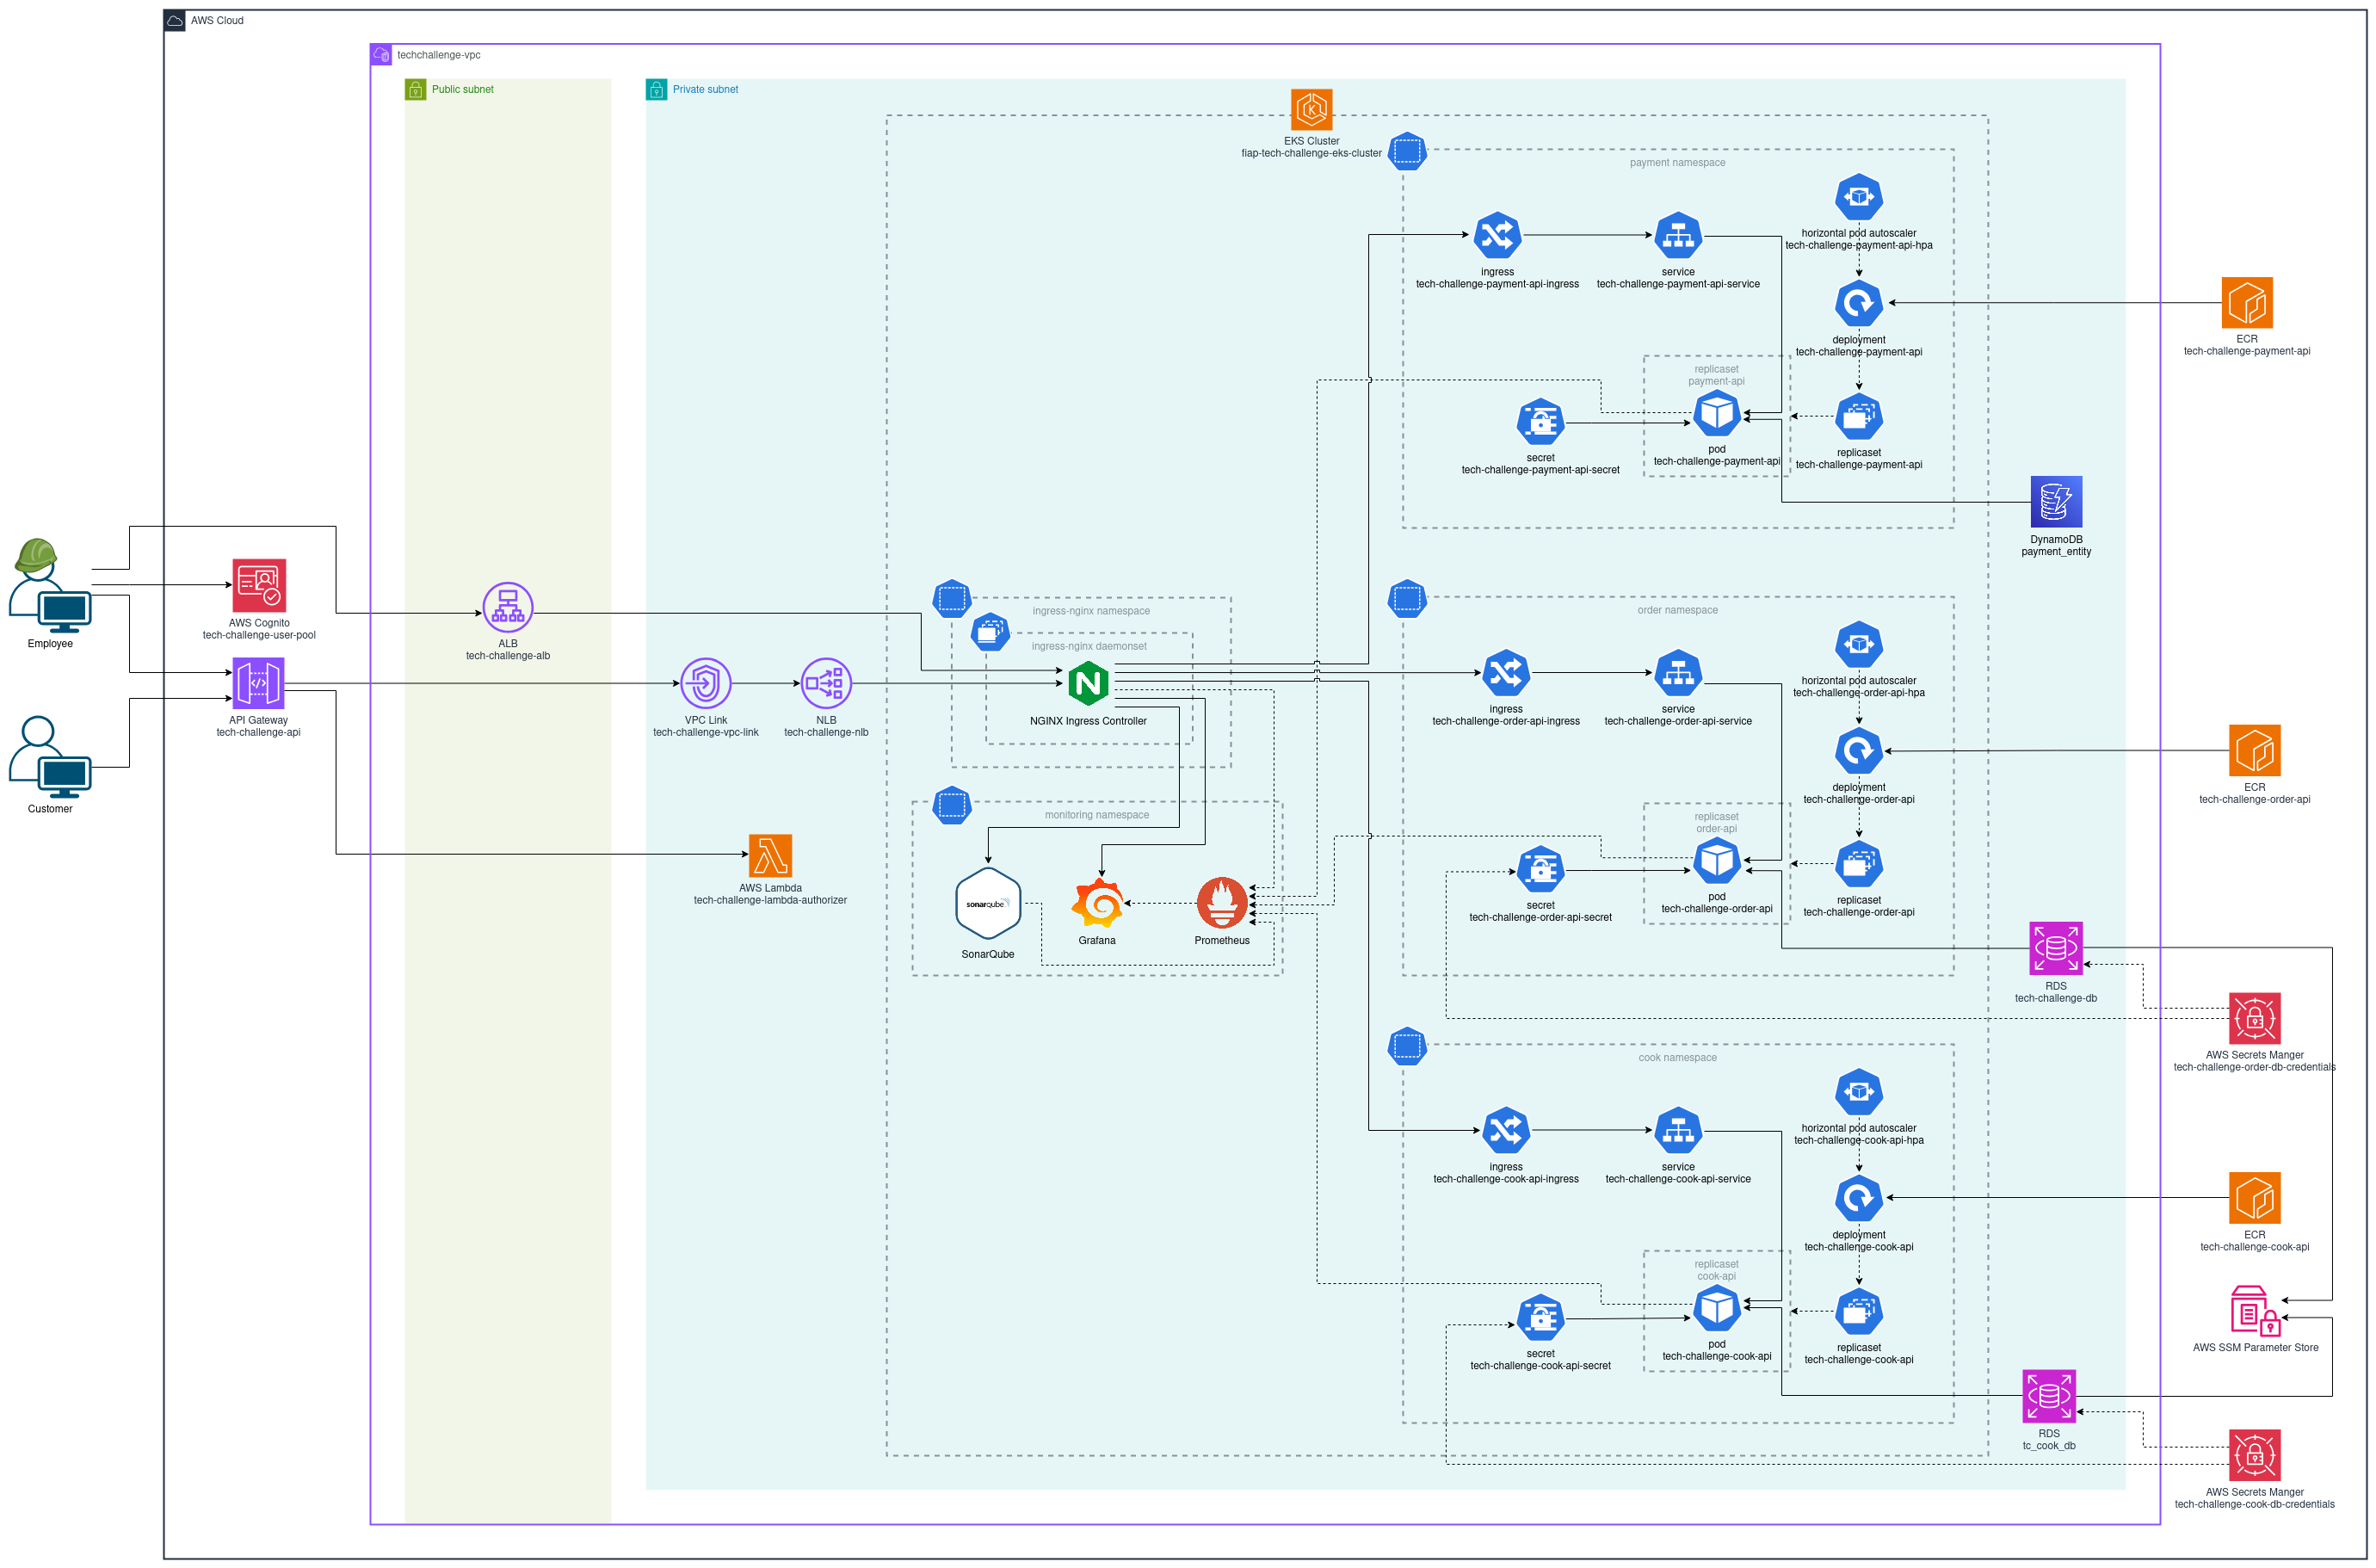 AWS Cloud
techchallenge-vpc
Public subnet
Private subnet
EKS Cluster
fiap-tech-challenge-eks-cluster
payment namespace
horizontal pod autoscaler
tech-challenge-payment-api-hpa
ingress
tech-challenge-payment-api-ingress
service
tech-challenge-payment-api-service
deployment
tech-challenge-payment-api
ECR
tech-challenge-payment-api
replicaset
payment-api
secret
tech-challenge-payment-api-secret
pod
tech-challenge-payment-api
replicaset
tech-challenge-payment-api
DynamoDB
payment_entity
Employee
AWS Cognito
tech-challenge-user-pool
ALB
tech-challenge-alb
ingress-nginx namespace
ingress-nginx daemonset
NGINX Ingress Controller
order namespace
horizontal pod autoscaler
tech-challenge-order-api-hpa
API Gateway
tech-challenge-api
VPC Link
tech-challenge-vpc-link
NLB
tech-challenge-nlb
ingress
tech-challenge-order-api-ingress
service
tech-challenge-order-api-service
Customer
deployment
tech-challenge-order-api
ECR
tech-challenge-order-api
monitoring namespace
replicaset
order-api
AWS Lambda
tech-challenge-lambda-authorizer
sonarqube
SonarQube
Grafana
Prometheus
secret
tech-challenge-order-api-secret
pod
tech-challenge-order-api
replicaset
tech-challenge-order-api
RDS
tech-challenge-db
AWS Secrets Manger
tech-challenge-order-db-credentials
cook namespace
horizontal pod autoscaler
tech-challenge-cook-api-hpa
ingress
tech-challenge-cook-api-ingress
service
tech-challenge-cook-api-service
deployment
tech-challenge-cook-api
ECR
tech-challenge-cook-api
replicaset
cook-api
secret
tech-challenge-cook-api-secret
pod
tech-challenge-cook-api
replicaset
tech-challenge-cook-api
AWS SSM Parameter Store
RDS
tc_cook_db
AWS Secrets Manger
tech-challenge-cook-db-credentials